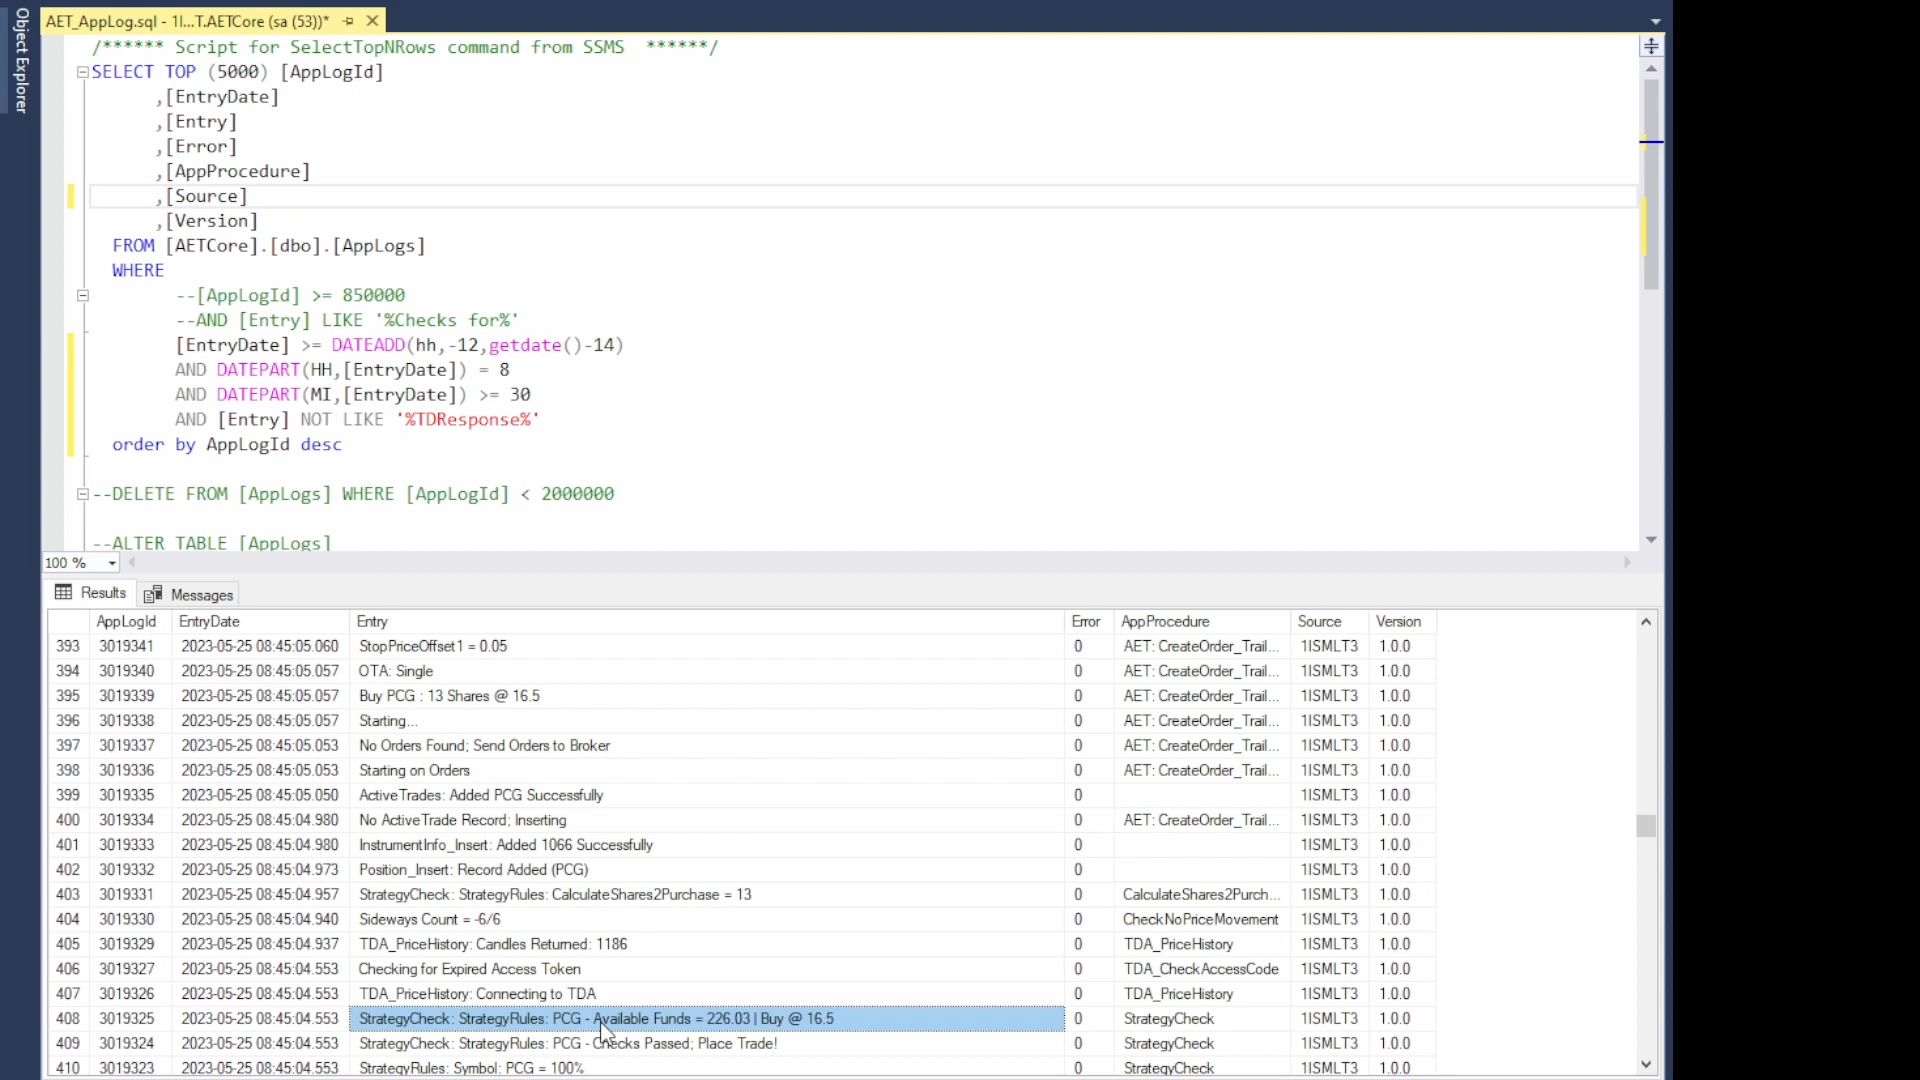 Object Explorer
AET_AppLog.sql - 1I...T.AETCore (sa (53))*
/****** Script for SelectTopNRows command from SSMS ******/
SELECT TOP (5000) [AppLogId]
,[EntryDate]
,[Entry]
,[Error]
,[AppProcedure]
,[Source]
,[Version]
FROM [AETCore].[dbo].[AppLogs]
WHERE
--[AppLogId] >= 850000
--AND [Entry] LIKE '%Checks for%'
[EntryDate] >= DATEADD(hh,-12,getdate()-14)
AND DATEPART(HH,[EntryDate]) = 8
AND DATEPART(MI,[EntryDate]) >= 30
AND [Entry] NOT LIKE '%TDResponse%'
order by AppLogId desc
--DELETE FROM [AppLogs] WHERE [AppLogId] < 2000000
--ALTER TABLE [AppLogs]
100 %
Results Messages
AppLogId EntryDate Entry Error AppProcedure Source Version
393 3019341 2023-05-25 08:45:05.060 StopPriceOffset1 = 0.05 0 AET: CreateOrder_Trail... 1ISMLT3 1.0.0
394 3019340 2023-05-25 08:45:05.057 OTA: Single 0 AET: CreateOrder_Trail... 1ISMLT3 1.0.0
395 3019339 2023-05-25 08:45:05.057 Buy PCG : 13 Shares @ 16.5 0 AET: CreateOrder_Trail... 1ISMLT3 1.0.0
396 3019338 2023-05-25 08:45:05.057 Starting... 0 AET: CreateOrder_Trail... 1ISMLT3 1.0.0
397 3019337 2023-05-25 08:45:05.053 No Orders Found; Send Orders to Broker 0 AET: CreateOrder_Trail... 1ISMLT3 1.0.0
398 3019336 2023-05-25 08:45:05.053 Starting on Orders 0 AET: CreateOrder_Trail... 1ISMLT3 1.0.0
399 3019335 2023-05-25 08:45:05.050 ActiveTrades: Added PCG Successfully 0 1ISMLT3 1.0.0
400 3019334 2023-05-25 08:45:04.980 No ActiveTrade Record; Inserting 0 AET: CreateOrder_Trail... 1ISMLT3 1.0.0
401 3019333 2023-05-25 08:45:04.980 InstrumentInfo_Insert: Added 1066 Successfully 0 1ISMLT3 1.0.0
402 3019332 2023-05-25 08:45:04.973 Position_Insert: Record Added (PCG) 0 1ISMLT3 1.0.0
403 3019331 2023-05-25 08:45:04.957 StrategyCheck: StrategyRules: CalculateShares2Purchase = 13 0 CalculateShares2Purch... 1ISMLT3 1.0.0
404 3019330 2023-05-25 08:45:04.940 Sideways Count = -6/6 0 CheckNoPriceMovement 1ISMLT3 1.0.0
405 3019329 2023-05-25 08:45:04.937 TDA_PriceHistory: Candles Returned: 1186 0 TDA_PriceHistory 1ISMLT3 1.0.0
406 3019327 2023-05-25 08:45:04.553 Checking for Expired Access Token 0 TDA_CheckAccessCode 1ISMLT3 1.0.0
407 3019326 2023-05-25 08:45:04.553 TDA_PriceHistory: Connecting to TDA 0 TDA_PriceHistory 1ISMLT3 1.0.0
408 3019325 2023-05-25 08:45:04.553 StrategyCheck: StrategyRules: PCG - Available Funds = 226.03 | Buy @ 16.5 0 StrategyCheck 1ISMLT3 1.0.0
409 3019324 2023-05-25 08:45:04.553 StrategyCheck: StrategyRules: PCG - Checks Passed; Place Trade! 0 StrategyCheck 1ISMLT3 1.0.0
410 3019323 2023-05-25 08:45:04.553 StrategyRules: Symbol: PCG = 100% 0 StrategyCheck 1ISMLT3 1.0.0